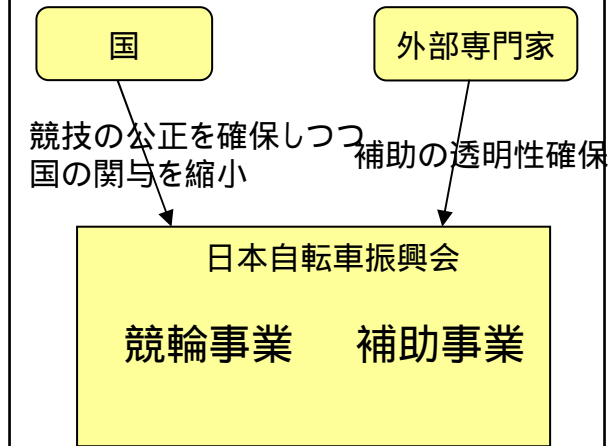 国
外部専門家
競技の公正を確保しつつ
国の関与を縮小
補助の透明性確保
日本自転車振興会
競輪事業 補助事業